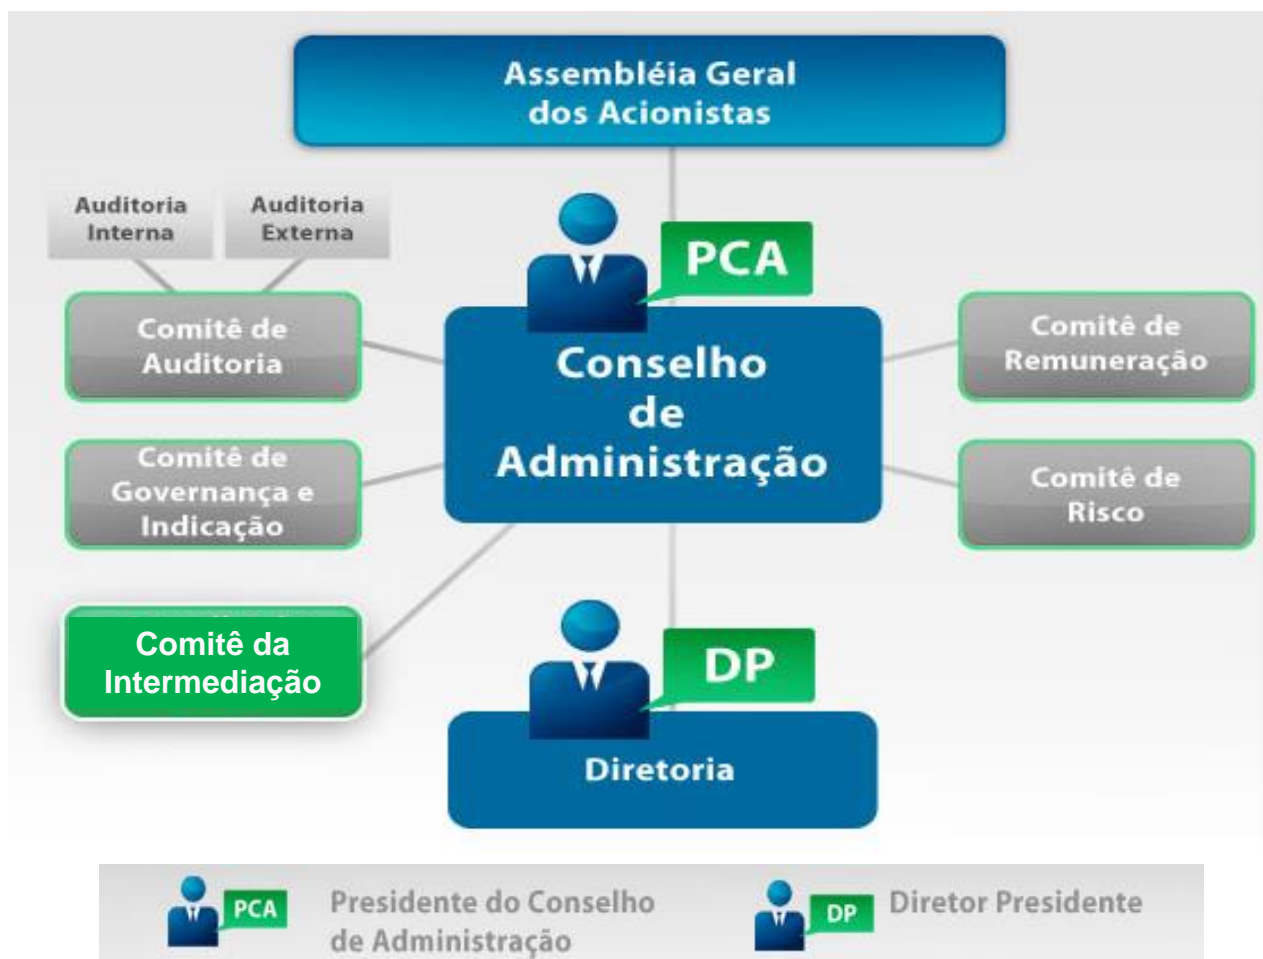 Assembléia Geral
dos Acionistas
Auditoria
Interna
Auditoria
Externa
PCA
Comitê de
Auditoria
Conselho
de
Administração
Comitê de
Remuneração
Comitê de
Governança e
Indicação
Comitê de
Risco
Comitê da
Intermediação
DP
Diretoria
PCA
Presidente do Conselho
de Administração
DP
Diretor Presidente